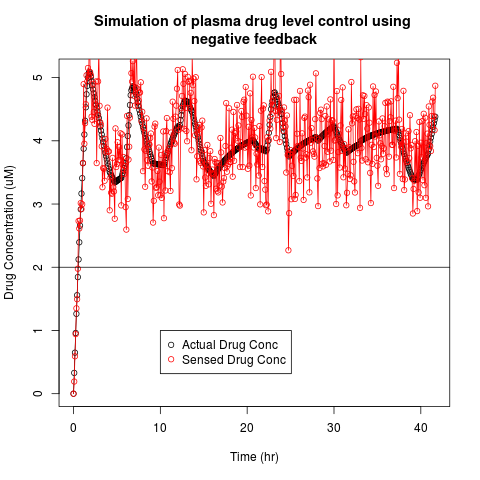 Simulation of plasma drug level control using
negative feedback
Drug Concentration (uM)
5
4
3
2
1
0
Actual Drug Conc
Sensed Drug Conc
0 10 20 30 40
Time (hr)